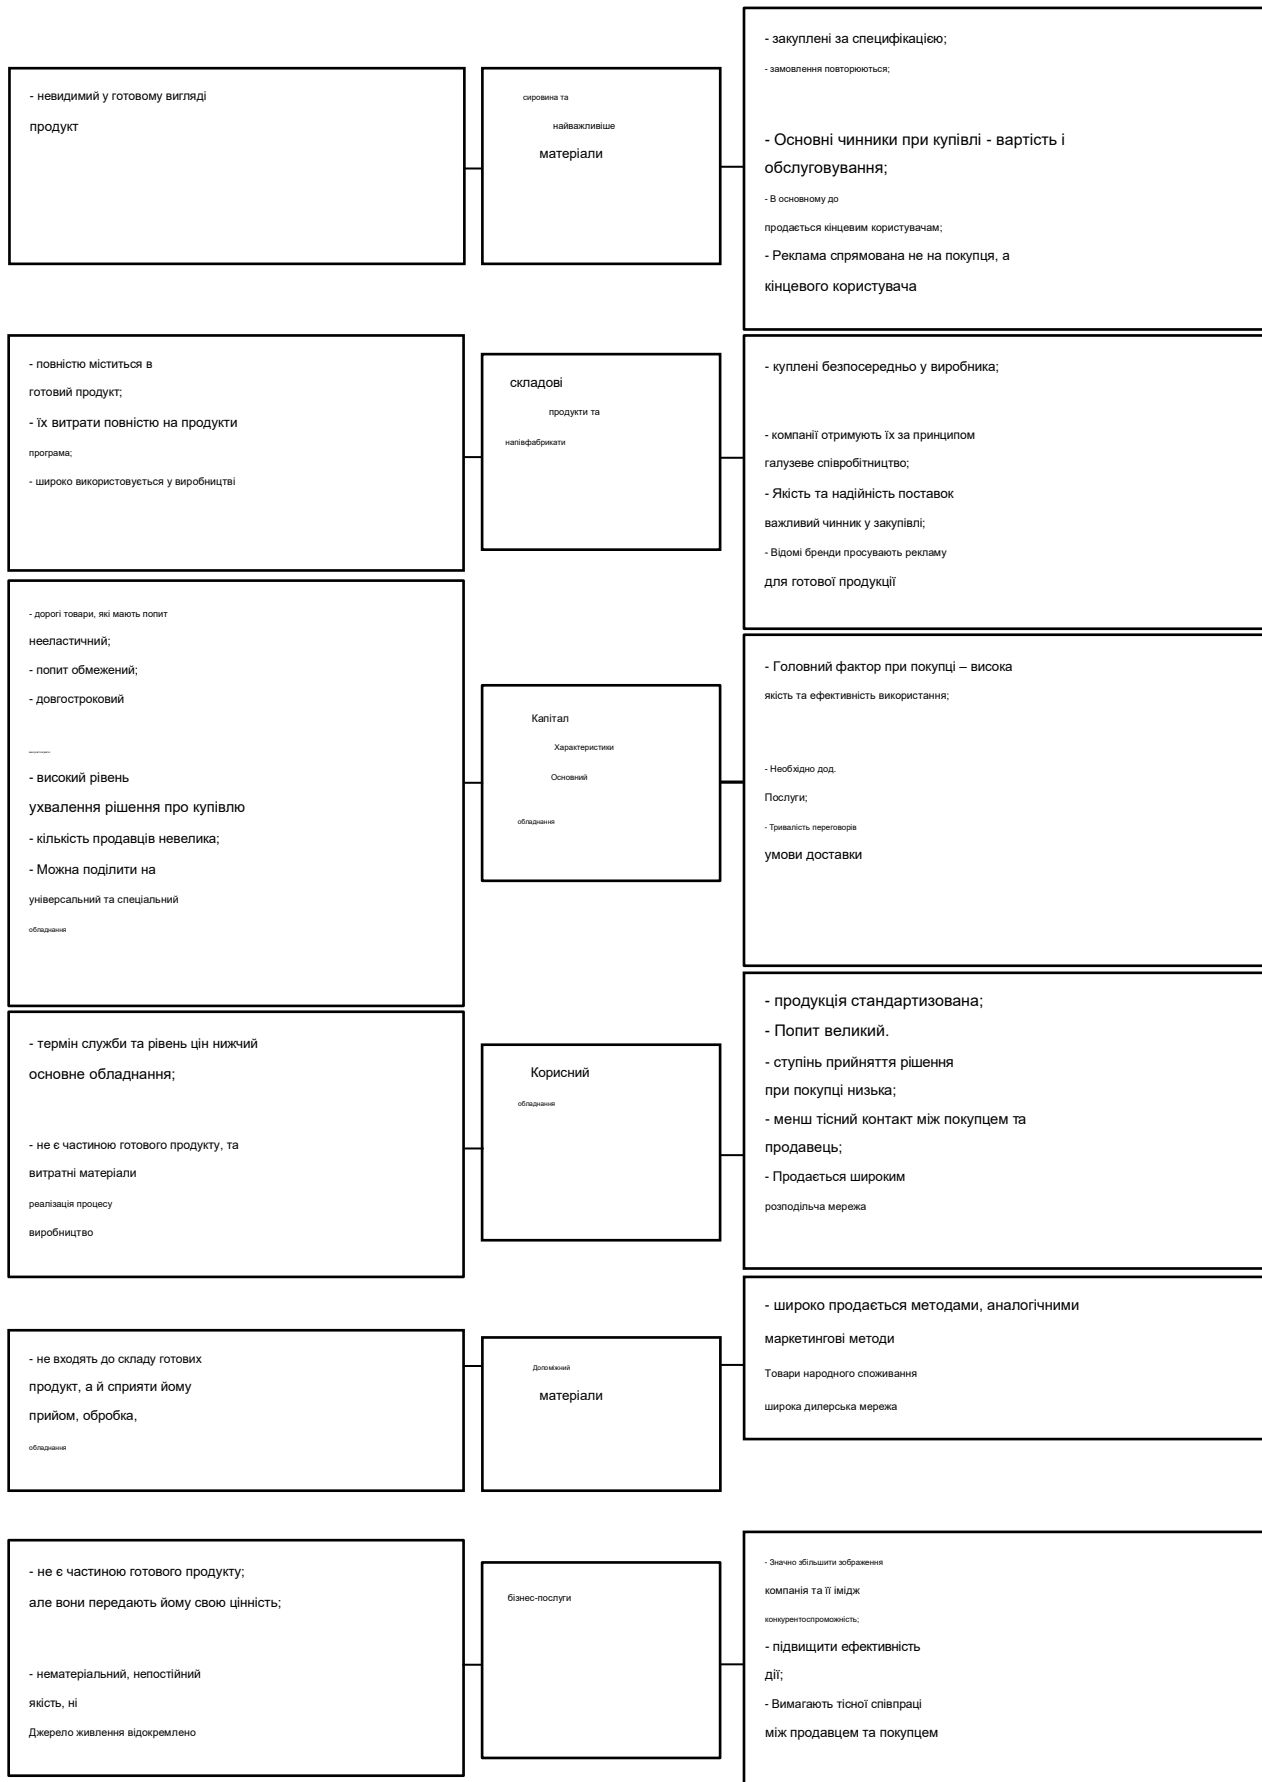 - невидимий у готовому вигляді
продукт
сировина та
найважливіше
матеріали
- закуплені за специфікацією;
- замовлення повторюються;
- Основні чинники при купівлі - вартість і
обслуговування;
- В основному до
продається кінцевим користувачам;
- Реклама спрямована не на покупця, а
кінцевого користувача
- повністю міститься в
готовий продукт;
- їх витрати повністю на продукти
програма;
- широко використовується у виробництві
складові
продукти та
напівфабрикати
- куплені безпосередньо у виробника;
- компанії отримують їх за принципом
галузеве співробітництво;
- Якість та надійність поставок
важливий чинник у закупівлі;
- Відомі бренди просувають рекламу
для готової продукції
- дорогі товари, які мають попит
нееластичний;
- попит обмежений;
- довгостроковий
- високий рівень
ухвалення рішення про купівлю
- кількість продавців невелика;
- Можна поділити на
універсальний та спеціальний
обладнання
Капітал
Характеристики
Основний
обладнання
- Головний фактор при покупці – висока
якість та ефективність використання;
- Необхідно дод.
Послуги;
- Тривалість переговорів
умови доставки
- термін служби та рівень цін нижчий
основне обладнання;
- не є частиною готового продукту, та
витратні матеріали
реалізація процесу
виробництво
Корисний
обладнання
- продукція стандартизована;
- Попит великий.
- ступінь прийняття рішення
при покупці низька;
- менш тісний контакт між покупцем та
продавець;
- Продається широким
розподільча мережа
- не входять до складу готових
продукт, а й сприяти йому
прийом, обробка,
обладнання
Допоміжний
матеріали
- широко продається методами, аналогічними
маркетингові методи
Товари народного споживання
широка дилерська мережа
- не є частиною готового продукту;
але вони передають йому свою цінність;
- нематеріальний, непостійний
якість, ні
Джерело живлення відокремлено
бізнес-послуги
- Значно збільшити зображення
компанія та її імідж
конкурентоспроможність;
- підвищити ефективність
дії;
- Вимагають тісної співпраці
між продавцем та покупцем